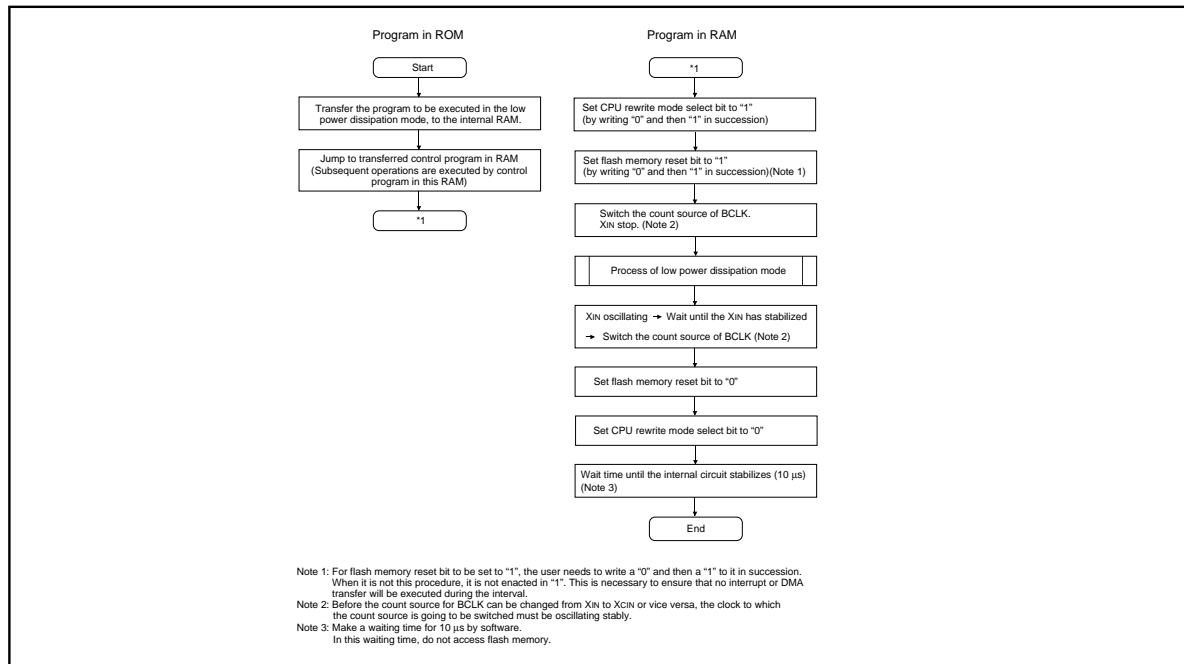 Program in ROM
Start
Transfer the program to be executed in the low
power dissipation mode, to the internal RAM.
Jump to transferred control program in RAM
(Subsequent operations are executed by control
program in this RAM)
*1
Program in RAM
*1
Set CPU rewrite mode select bit to “1”
(by writing “0” and then “1” in succession)
Set flash memory reset bit to “1”
(by writing “0” and then “1” in succession)(Note 1)
Switch the count source of BCLK.
XIN stop. (Note 2)
Process of low power dissipation mode
XIN oscillating → Wait until the XIN has stabilized
→ Switch the count source of BCLK (Note 2)
Set flash memory reset bit to “0”
Set CPU rewrite mode select bit to “0”
Wait time until the internal circuit stabilizes (10 µs)
(Note 3)
End
Note 1: For flash memory reset bit to be set to “1”, the user needs to write a “0” and then a “1” to it in succession.
When it is not this procedure, it is not enacted in “1”. This is necessary to ensure that no interrupt or DMA
transfer will be executed during the interval.
Note 2: Before the count source for BCLK can be changed from XIN to XCIN or vice versa, the clock to which
the count source is going to be switched must be oscillating stably.
Note 3: Make a waiting time for 10 µs by software.
In this waiting time, do not access flash memory.